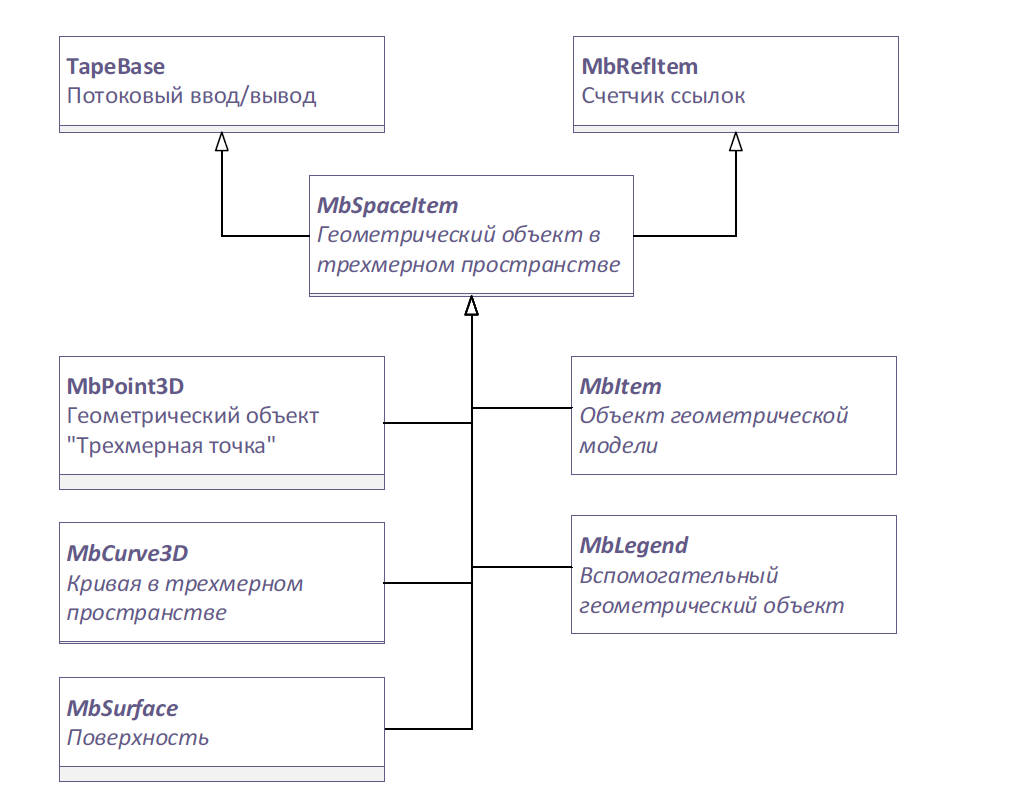 TapeBase
Потоковый ввод/вывод
MbRefItem
Счетчик ссылок
MbSpaceItem
Геометрический объект в
трехмерном пространстве
MbPoint3D
Геометрический объект
"Трехмерная точка"
MbItem
Объект геометрической
модели
MbCurve3D
Кривая в трехмерном
пространстве
MbLegend
Вспомогательный
геометрический объект
MbSurface
Поверхность